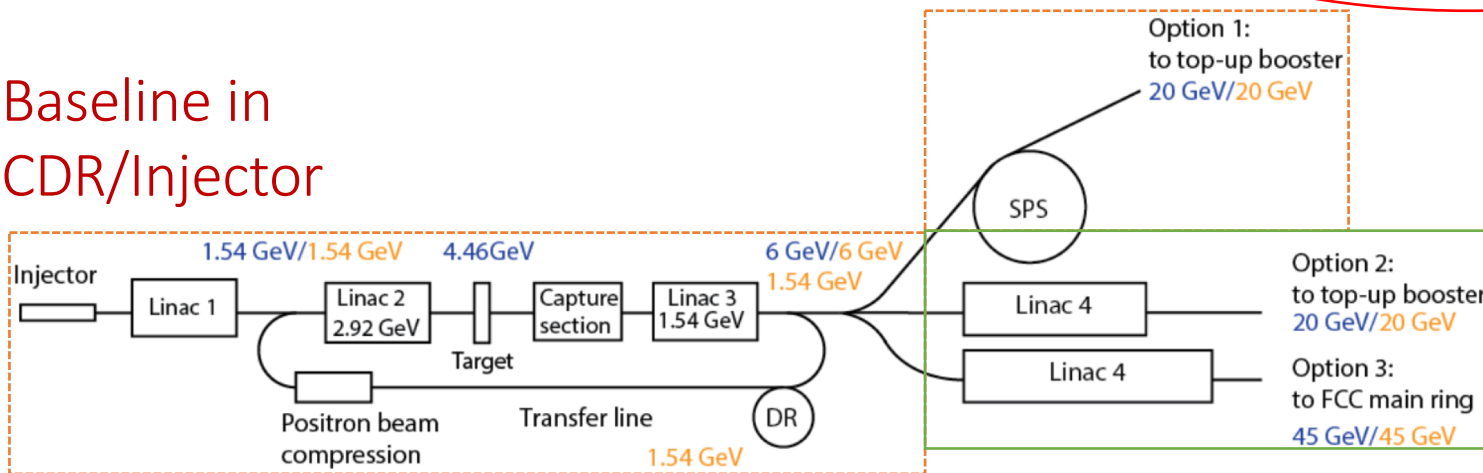 Baseline in
CDR/Injector
Option 1:
to top-up booster
20 GeV/20 GeV
SPS
1.54 GeV/1.54 GeV
4.46GeV
6 GeV/6 GeV
1.54 GeV
Injector
Linac 1
Linac 2
2.92 GeV
Target
Capture
section
Linac 3
1.54 GeV
Linac 4
Option 2:
to top-up booster
20 GeV/20 GeV
Linac 4
Option 3:
to FCC main ring
45 GeV/45 GeV
Positron beam
compression
Transfer line
DR
1.54 GeV